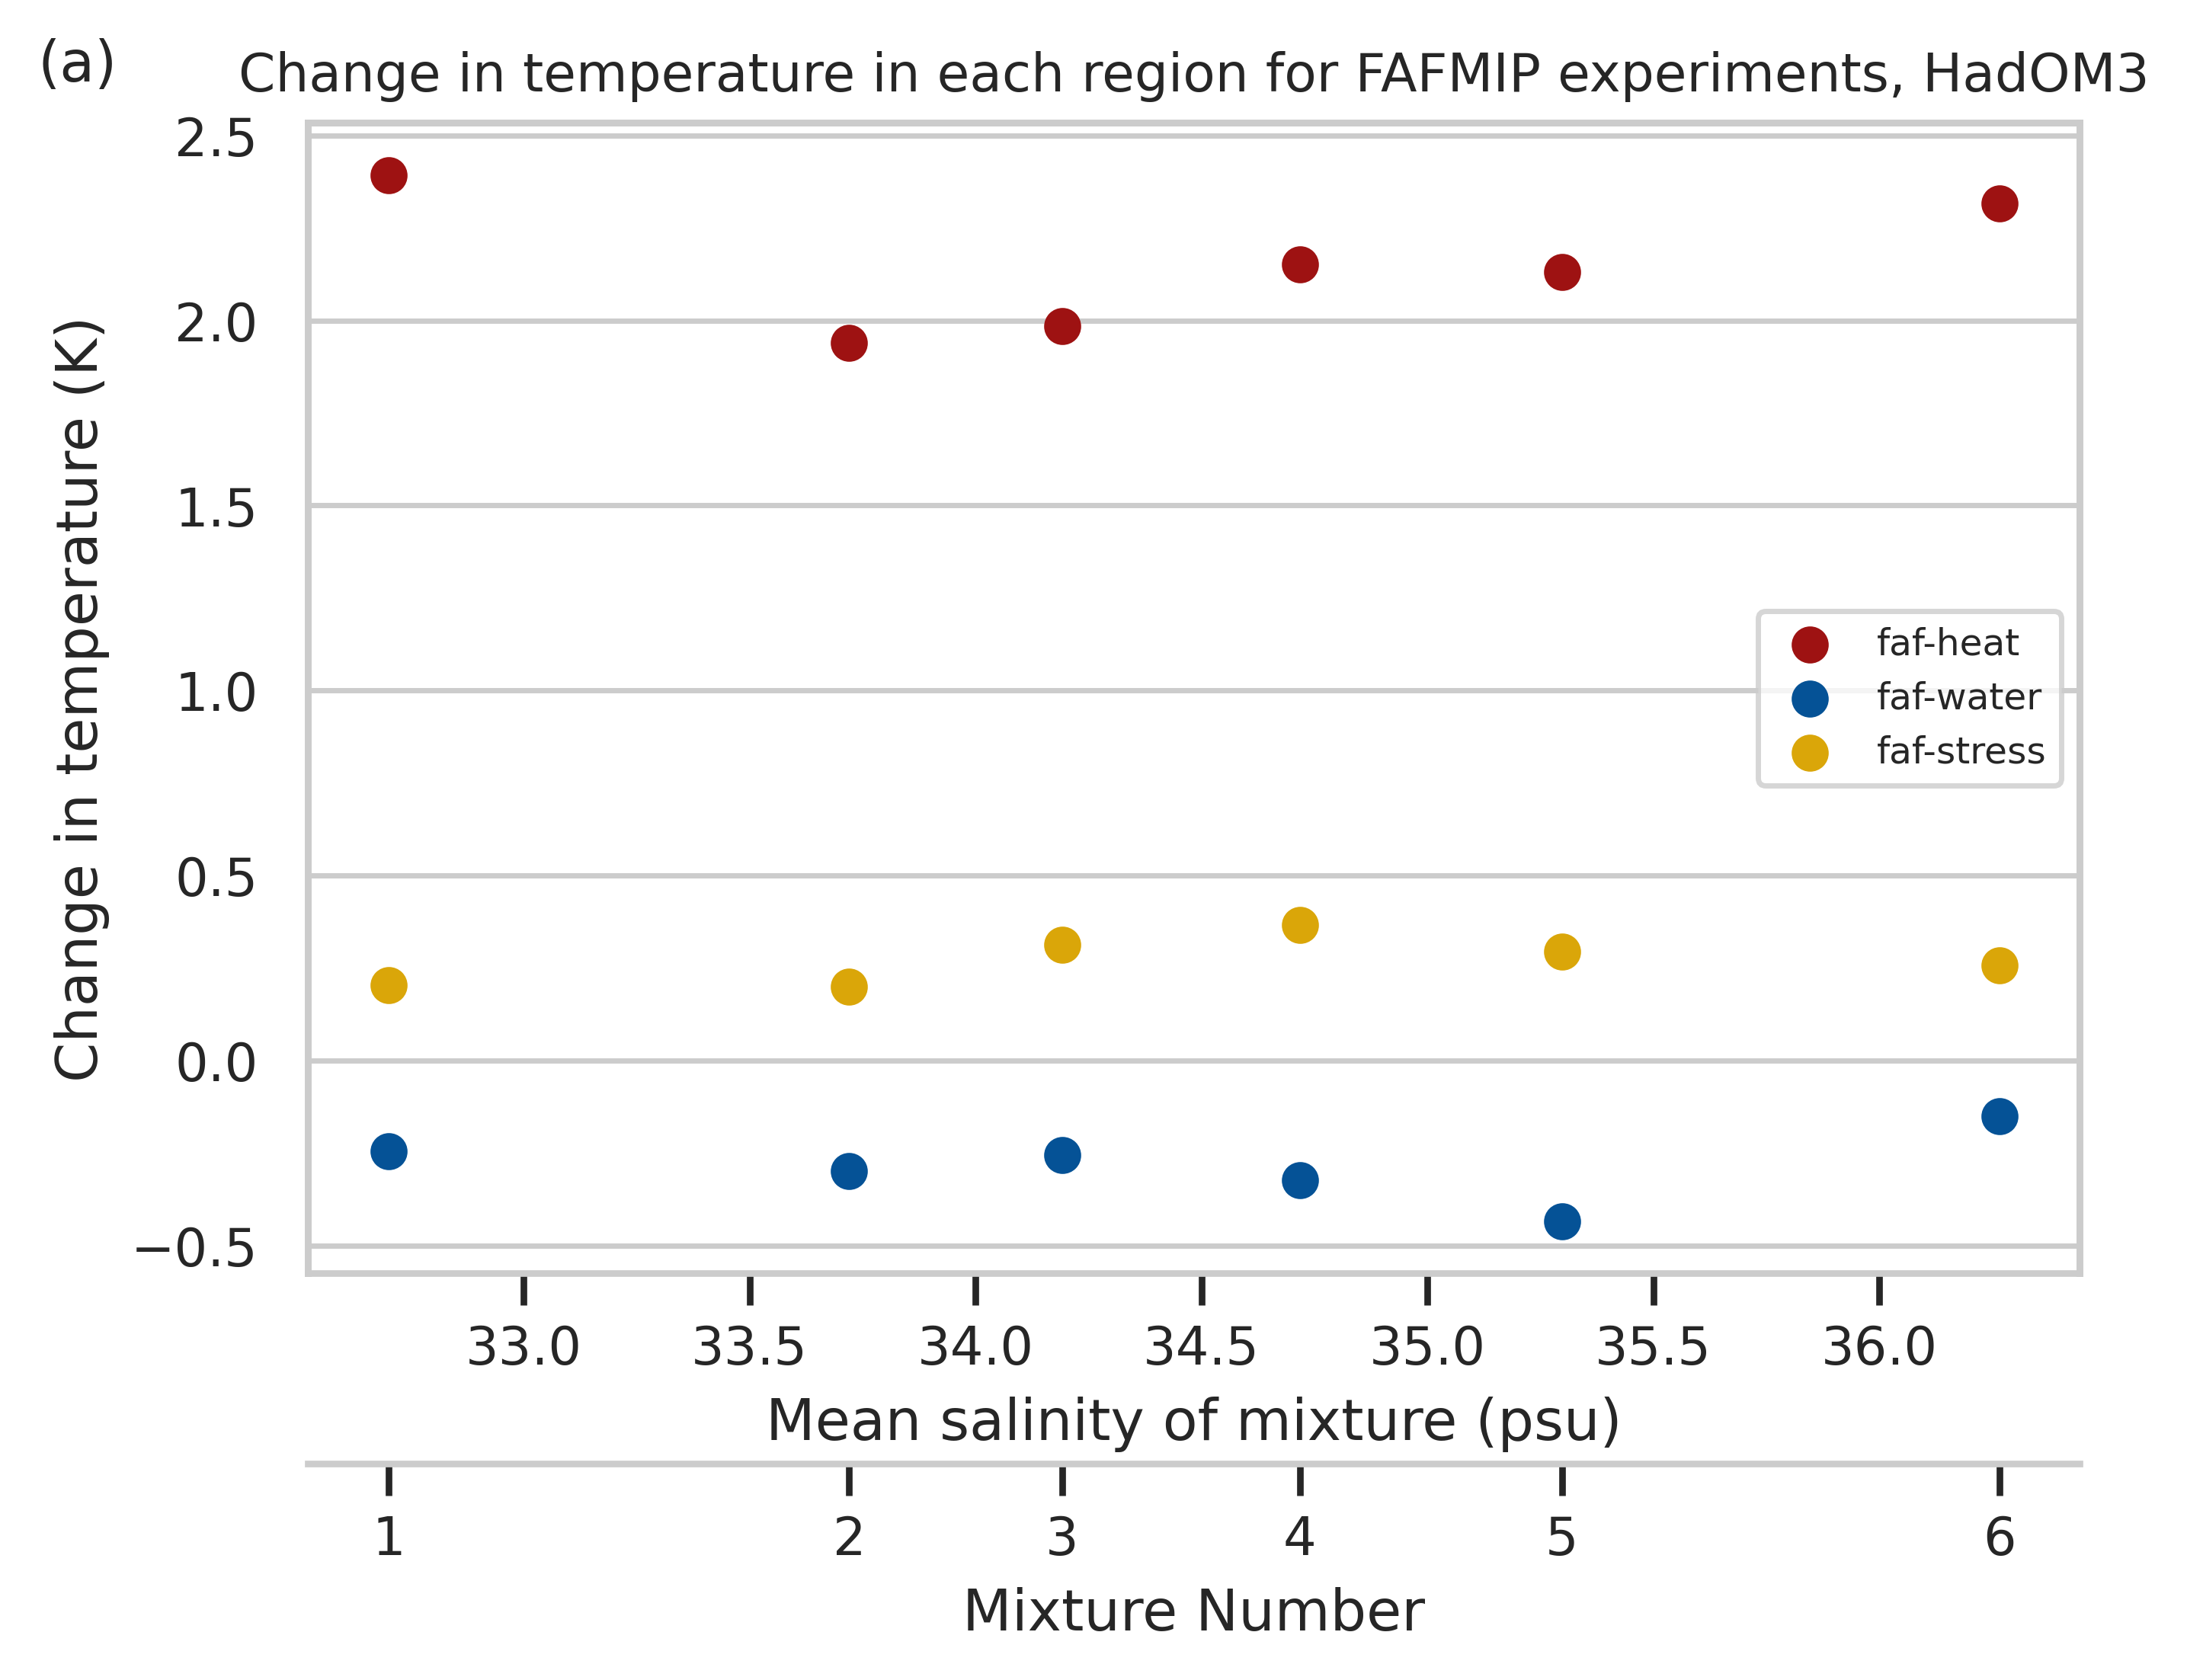 (a)
Change in temperature in each region for FAFMIP experiments, HadOM3
Change in temperature (K)
2.5
2.0
1.5
1.0
0.5
0.0
−0.5
faf-heat
faf-water
faf-stress
33.0 33.5 34.0 34.5 35.0 35.5 36.0
Mean salinity of mixture (psu)
1 2 3 4 5 6
Mixture Number